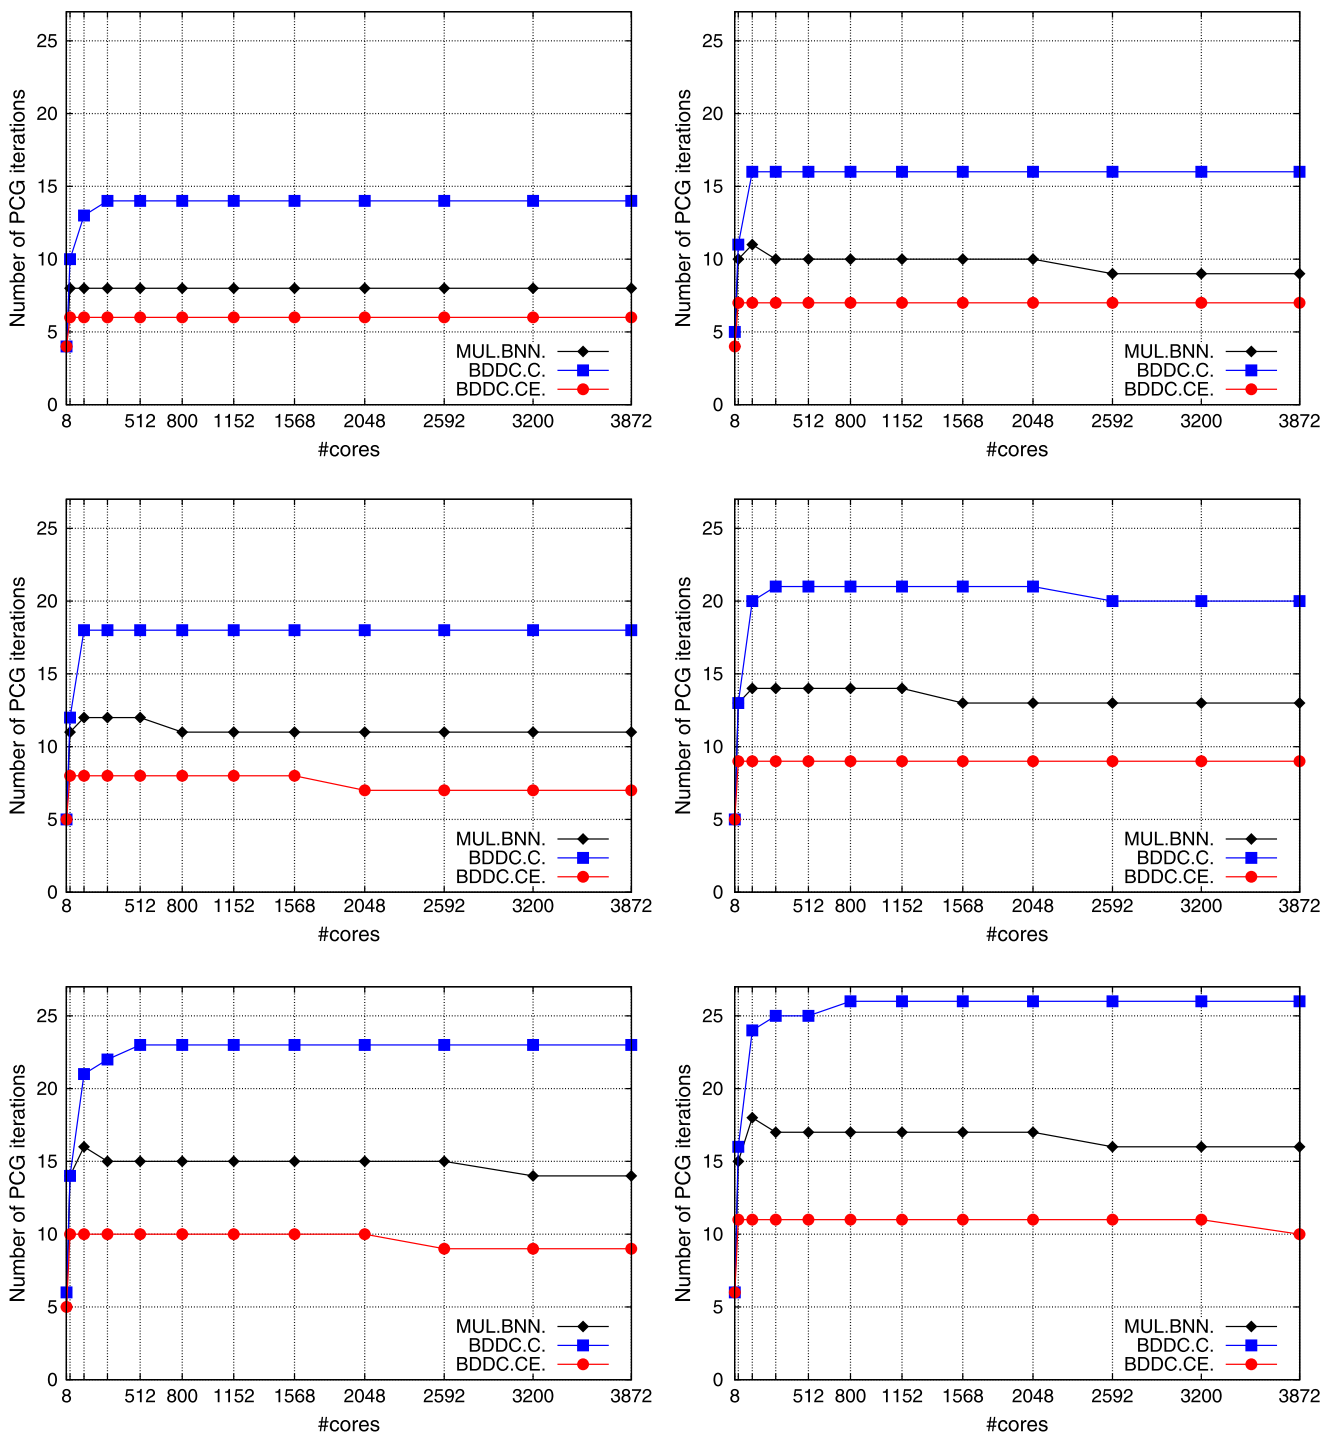 Number of PCG iterations
25
20
15
10
5
0
8 512 800 1152 1568 2048 2592 3200 3872
#cores
MUL.BNN.
BDDC.C.
BDDC.CE.
Number of PCG iterations
25
20
15
10
5
0
8 512 800 1152 1568 2048 2592 3200 3872
#cores
MUL.BNN.
BDDC.C.
BDDC.CE.
Number of PCG iterations
25
20
15
10
5
0
8 512 800 1152 1568 2048 2592 3200 3872
#cores
MUL.BNN.
BDDC.C.
BDDC.CE.
Number of PCG iterations
25
20
15
10
5
0
8 512 800 1152 1568 2048 2592 3200 3872
#cores
MUL.BNN.
BDDC.C.
BDDC.CE.
Number of PCG iterations
25
20
15
10
5
0
8 512 800 1152 1568 2048 2592 3200 3872
#cores
MUL.BNN.
BDDC.C.
BDDC.CE.
Number of PCG iterations
25
20
15
10
5
0
8 512 800 1152 1568 2048 2592 3200 3872
#cores
MUL.BNN.
BDDC.C.
BDDC.CE.